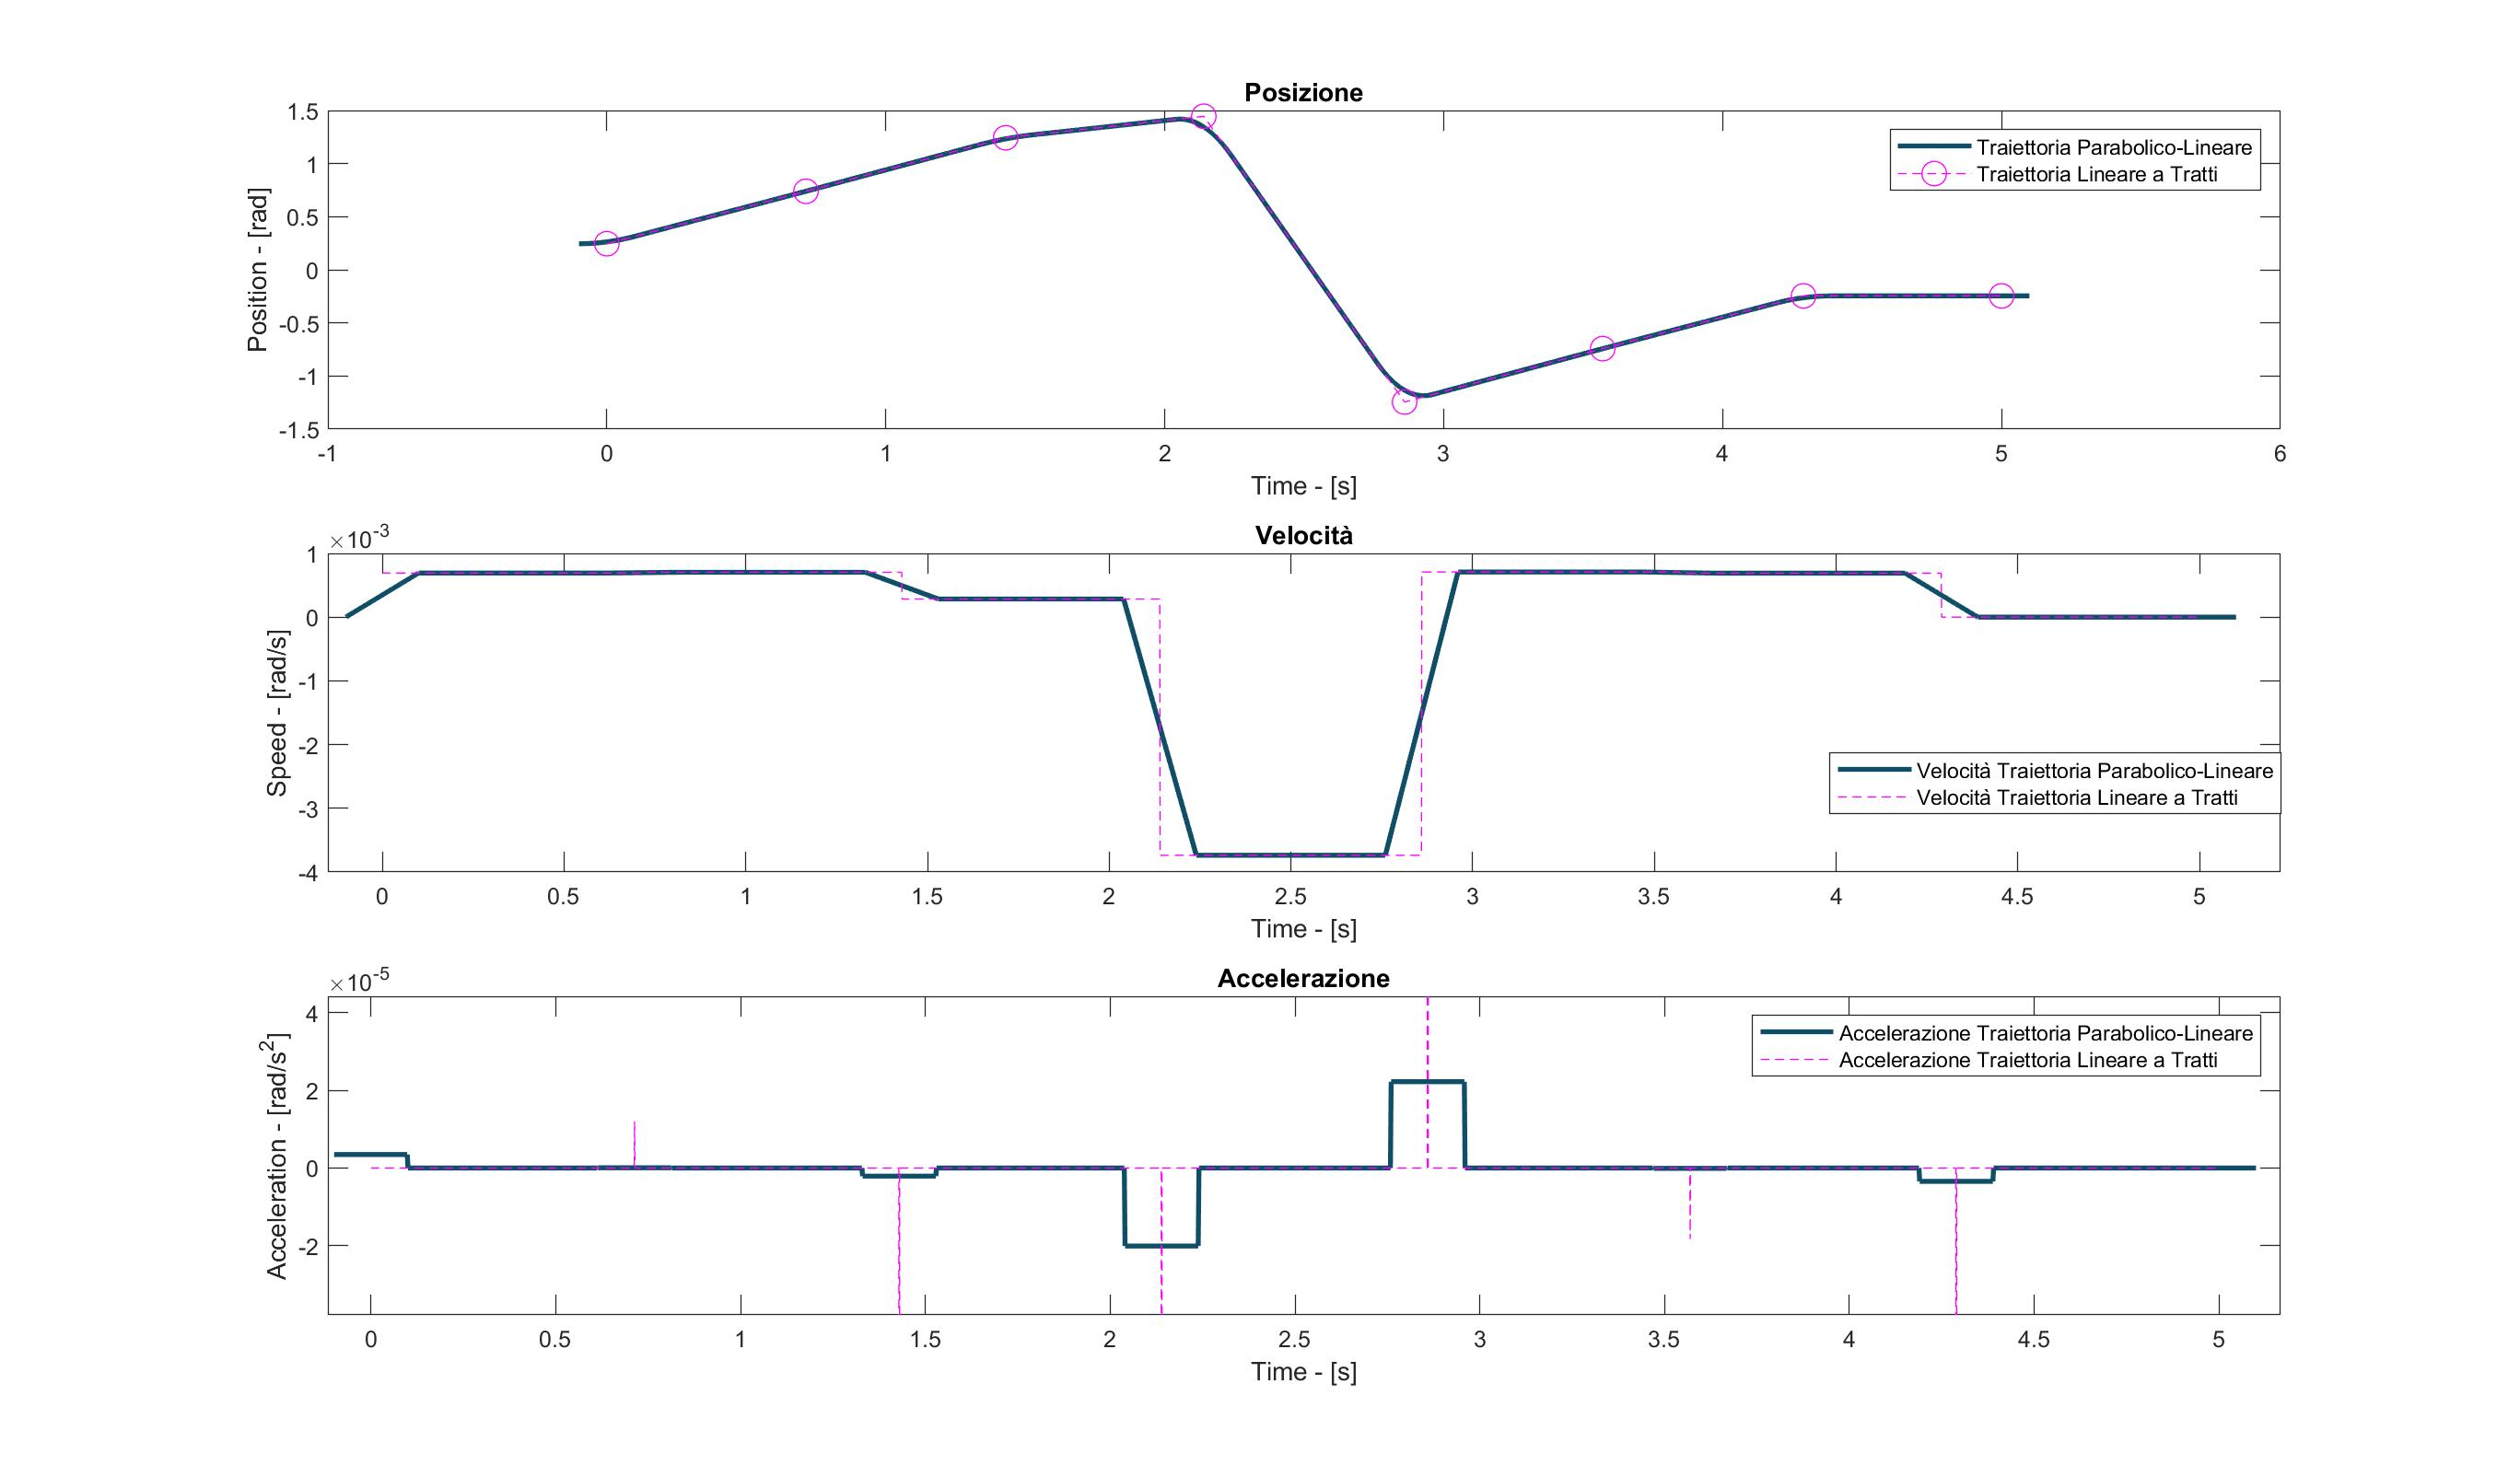 Posizione
1.5
1
0.5
0
-0.5
-1
-1.5
Position - [rad]
Traiettoria Parabolico-Lineare
Traiettoria Lineare a Tratti
-1 0 1 2 3 4 5 6
Time - [s]
×10-3
Velocità
1
0
-1
-2
-3
-4
Speed - [rad/s]
Velocità Traiettoria Parabolico-Lineare
Velocità Traiettoria Lineare a Tratti
0 0.5 1 1.5 2 2.5 3 3.5 4 4.5 5
Time - [s]
×10-5
Accelerazione
4
2
0
-2
Acceleration - [rad/s2]
Accelerazione Traiettoria Parabolico-Lineare
Accelerazione Traiettoria Lineare a Tratti
0 0.5 1 1.5 2 2.5 3 3.5 4 4.5 5
Time - [s]